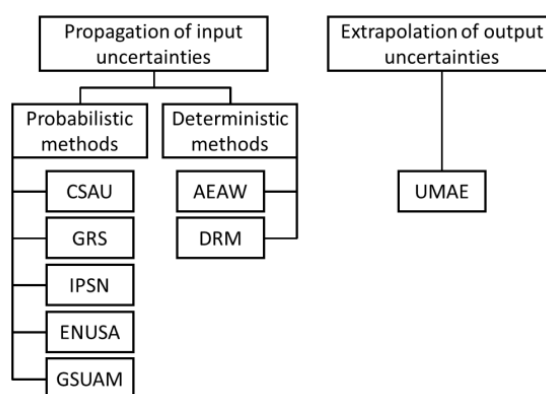 Propagation of input
uncertainties
Extrapolation of output
uncertainties
Probabilistic
methods
Deterministic
methods
CSAU
AEAW
UMAE
GRS
DRM
IPSN
ENUSA
GSUAM